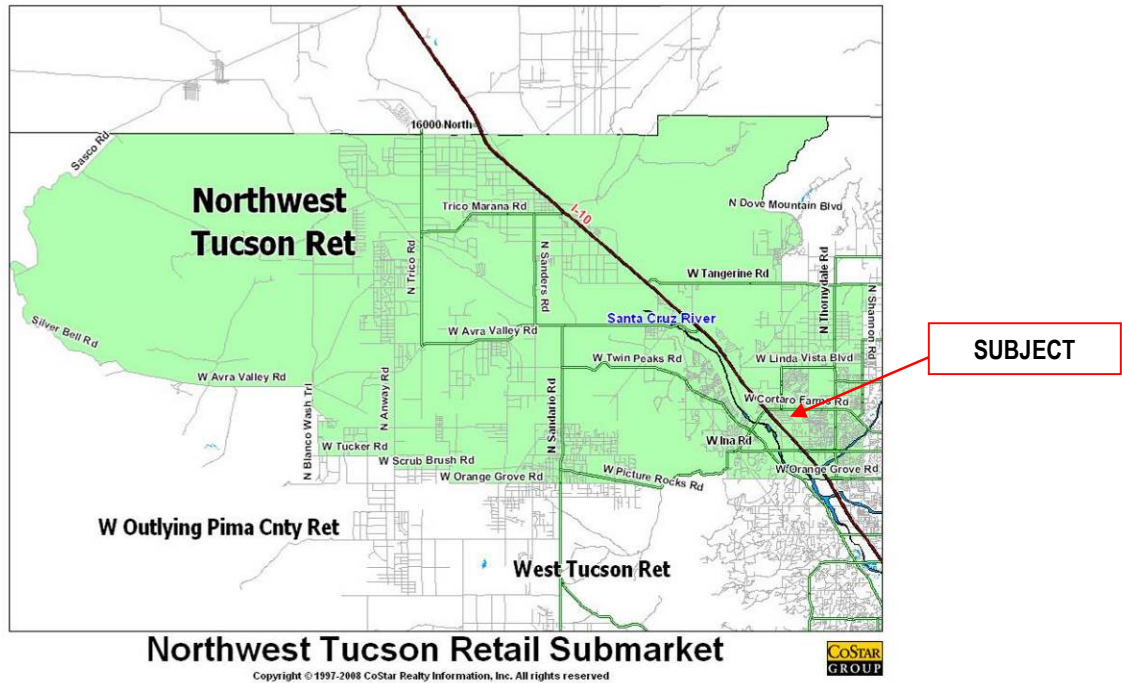 16000 North
Sasco Rd
Northwest
Tucson Ret
Trico Marana Rd
I-10
N Dove Mountain Blvd
N Trico Rd
N Sanders Rd
W Tangerine Rd
N Thornydale Rd
N Shannon Rd
Santa Cruz River
Silver Bell Rd
W Avra Valley Rd
W Twin Peaks Rd
W Linda Vista Blvd
SUBJECT
W Avra Valley Rd
N Blanco Wash Trl
N Anway Rd
N Sandario Rd
W Cortaro Farms Rd
W Tucker Rd
W Ina Rd
W Scrub Brush Rd
W Orange Grove Rd
W Picture Rocks Rd
W Orange Grove Rd
W Outlying Pima Cnty Ret
West Tucson Ret
Northwest Tucson Retail Submarket
COSTAR
GROUP
Copyright © 1997-2008 CoStar Realty Information, Inc. All rights reserved